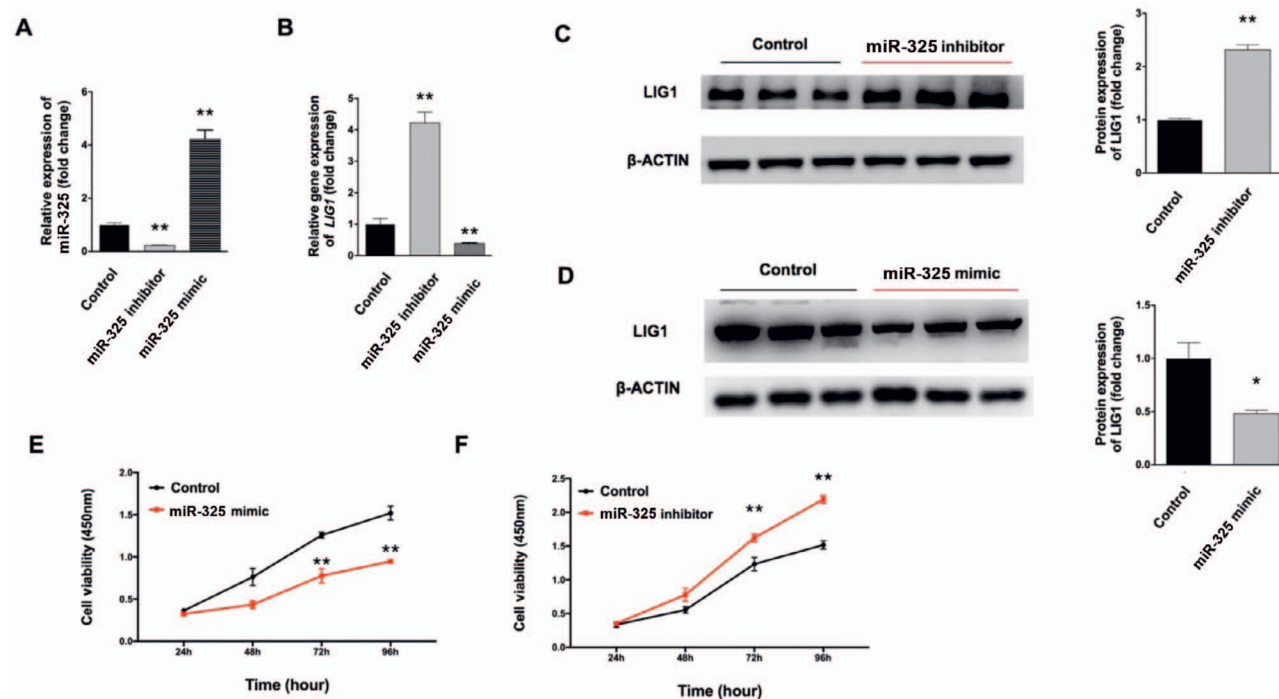 A
Relative expression of
miR-325 (fold change)
6
4
2
0
**
**
Control
miR-325 inhibitor
miR-325 mimic
B
Relative gene expression
of LIG1 (fold change)
5
4
3
2
1
0
**
**
Control
miR-325 inhibitor
miR-325 mimic
C
Control
miR-325 inhibitor
LIG1
β-ACTIN
Protein expression
of LIG1 (fold change)
3
2
1
0
**
Control
miR-325 inhibitor
D
Control
miR-325 mimic
LIG1
β-ACTIN
Protein expression
of LIG1 (fold change)
1.5
1.0
0.5
0.0
*
Control
miR-325 mimic
E
Cell viability (450nm)
2.0
1.5
1.0
0.5
0.0
Control
miR-325 mimic
**
**
24h
48h
72h
96h
Time (hour)
F
Cell viability (450nm)
2.5
2.0
1.5
1.0
0.5
0.0
Control
miR-325 inhibitor
**
**
24h
48h
72h
96h
Time (hour)